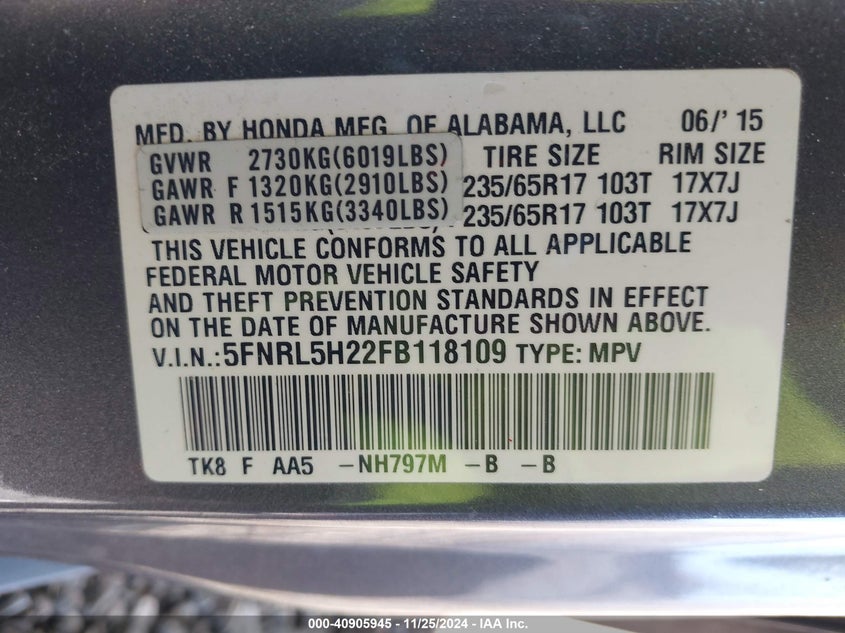 MFD. BY HONDA MFG. OF ALABAMA, LLC 06/'15
GVWR 2730KG(6019LBS) TIRE SIZE RIM SIZE
GAWR F 1320KG(2910LBS) 235/65R17 103T 17X7J
GAWR R 1515KG(3340LBS) 235/65R17 103T 17X7J
THIS VEHICLE CONFORMS TO ALL APPLICABLE
FEDERAL MOTOR VEHICLE SAFETY
AND THEFT PREVENTION STANDARDS IN EFFECT
ON THE DATE OF MANUFACTURE SHOWN ABOVE.
V.I.N.:5FNRL5H22FB118109 TYPE: MPV
TK8 F AA5 -NH797M -B -B
000-40905945 - 11/25/2024 - IAA Inc.